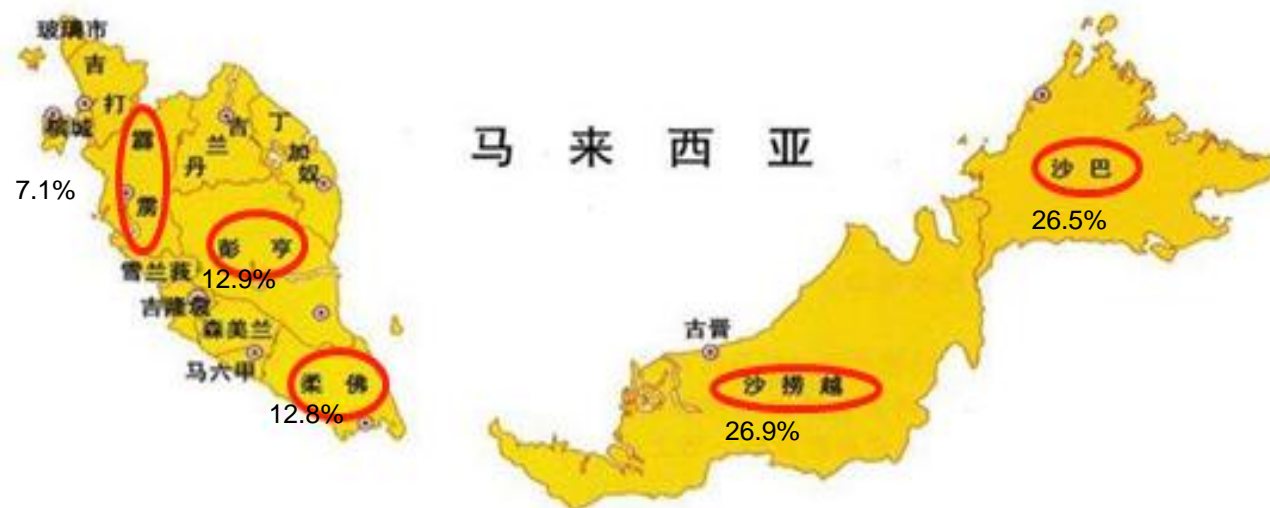 玻璃市
吉打
槟城
霹雳
7.1%
吉兰丹
丁加奴
彭亨
12.9%
雪兰莪
吉隆坡
森美兰
马六甲
柔佛
12.8%
马来西亚
沙巴
26.5%
古晋
沙捞越
26.9%